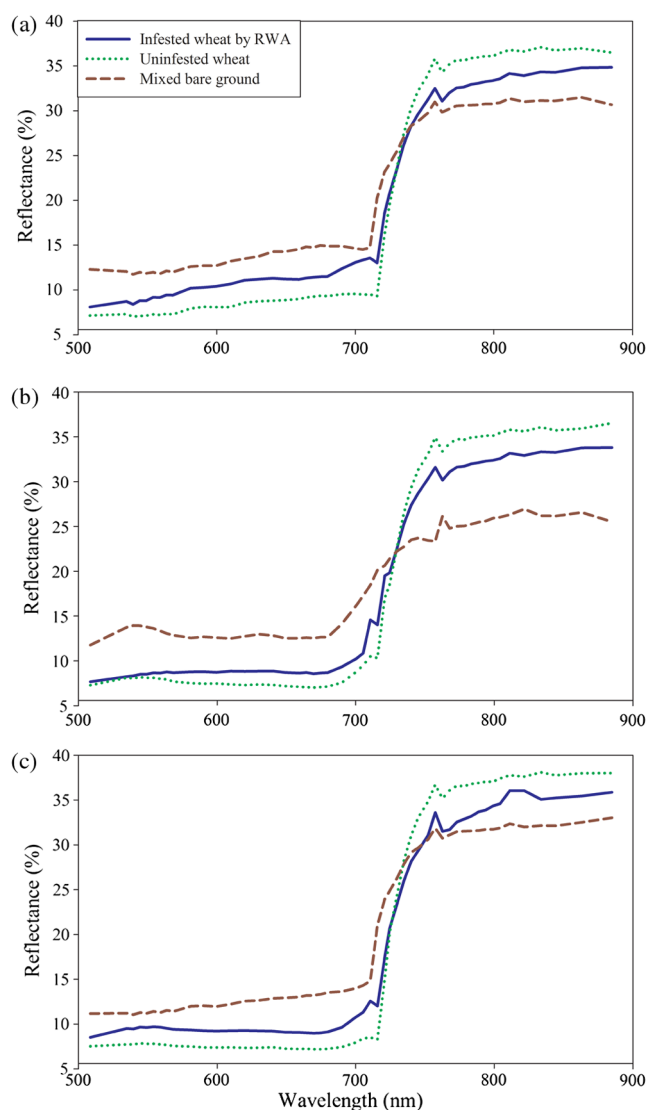 (a)
40
35
30
25
20
15
10
5
Reflectance (%)
Infested wheat by RWA
Uninfested wheat
Mixed bare ground
500 600 700 800 900
(b)
40
35
30
25
20
15
10
5
Reflectance (%)
500 600 700 800 900
(c)
40
35
30
25
20
15
10
5
Reflectance (%)
500 600 700 800 900
Wavelength (nm)